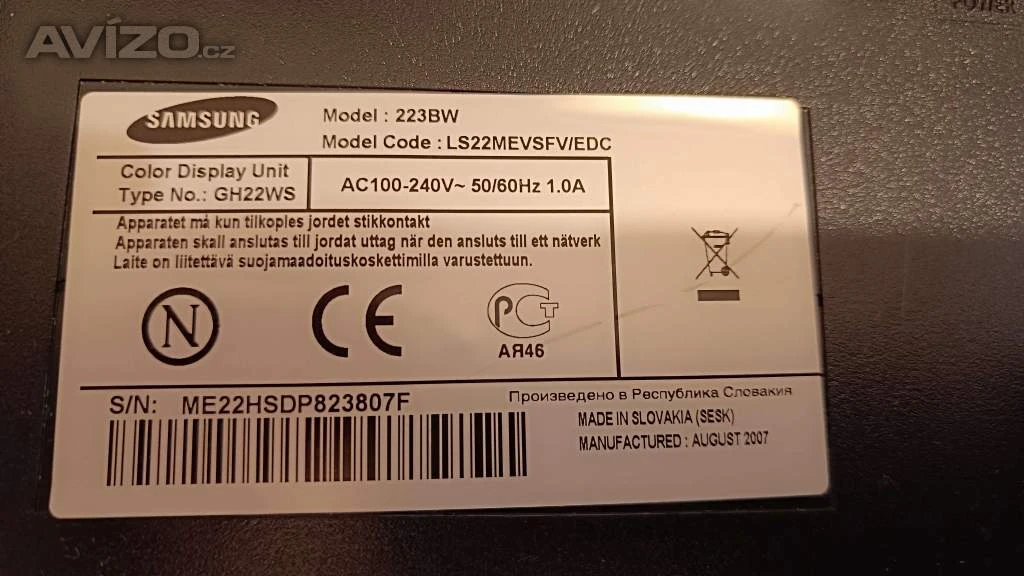 AVÍZO.cz
POWER
SAMSUNG
Model : 223BW
Model Code : LS22MEVSFV/EDC
Color Display Unit
Type No.: GH22WS
AC100-240V~ 50/60Hz 1.0A
Apparatet må kun tilkoples jordet stikkontakt
Apparaten skall anslutas till jordat uttag när den ansluts till ett nätverk
Laite on liitettävä suojamaadoituskoskettimilla varustettuun.
N
CE
PCT
АЯ46
S/N: ME22HSDP823807F
Произведено в Республика Словакия
MADE IN SLOVAKIA (SESK)
MANUFACTURED : AUGUST 2007